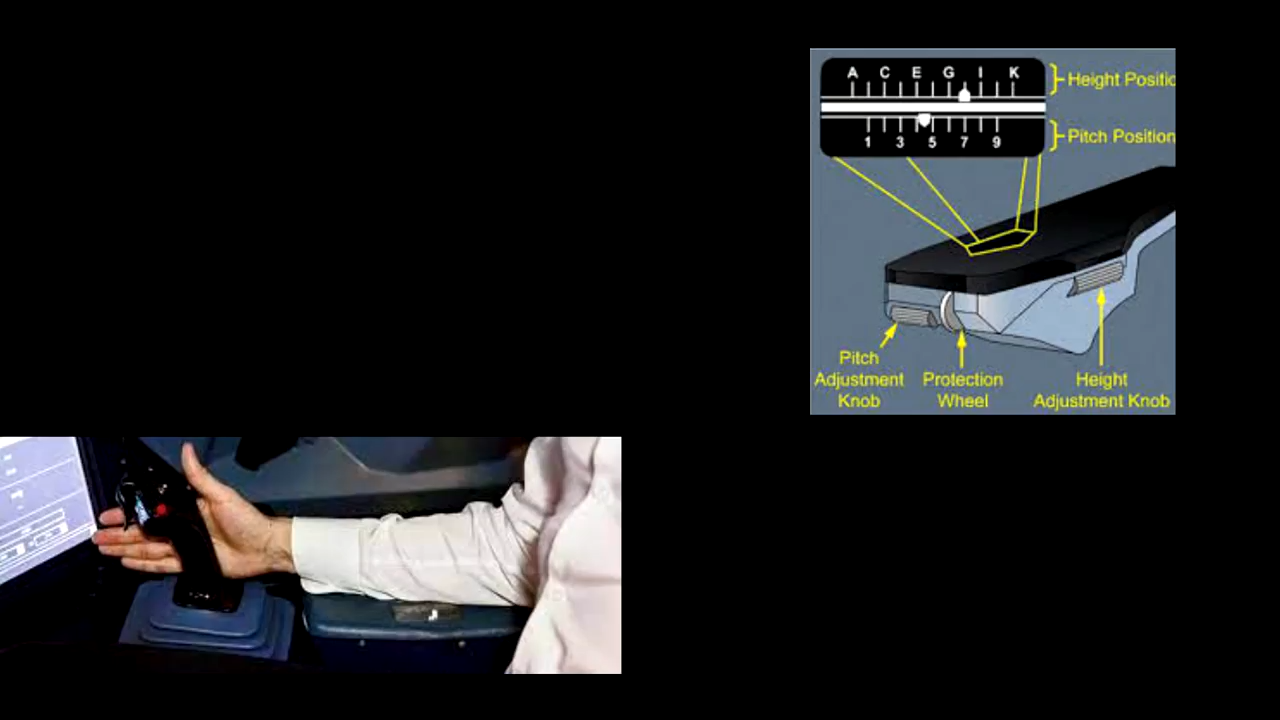 A C E G I K
Height Positio
Pitch Position
1 3 5 7 9
Pitch
Adjustment
Knob
Protection
Wheel
Height
Adjustment Knob